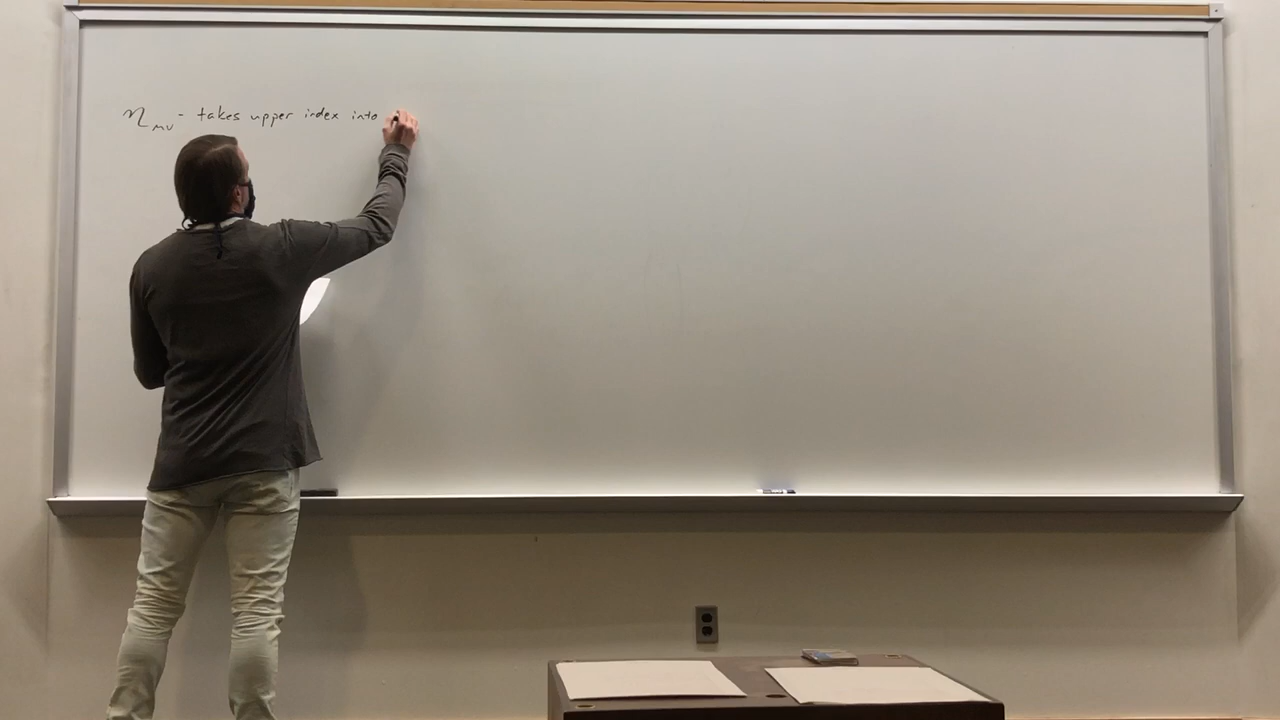 η_μν - takes upper index into